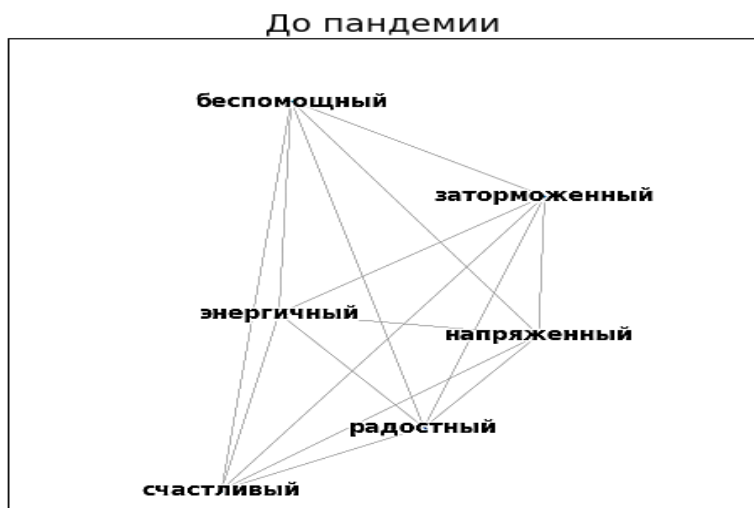 До пандемии
беспомощный
заторможенный
энергичный
напряженный
радостный
счастливый